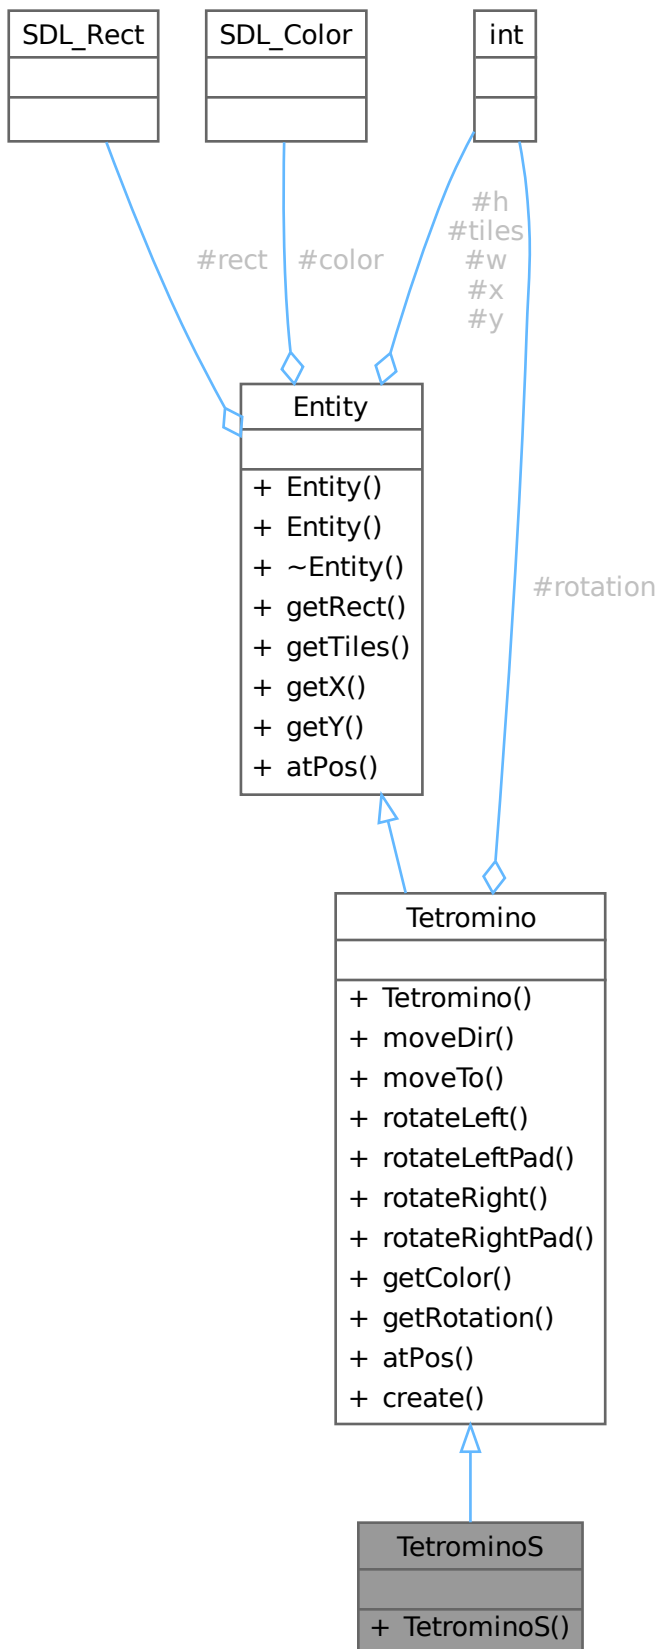 SDL_Rect
SDL_Color
int
#h
#tiles
#w
#x
#y
#rect
#color
Entity
+ Entity()
+ Entity()
+ ~Entity()
+ getRect()
+ getTiles()
+ getX()
+ getY()
+ atPos()
#rotation
Tetromino
+ Tetromino()
+ moveDir()
+ moveTo()
+ rotateLeft()
+ rotateLeftPad()
+ rotateRight()
+ rotateRightPad()
+ getColor()
+ getRotation()
+ atPos()
+ create()
TetrominoS
+ TetrominoS()